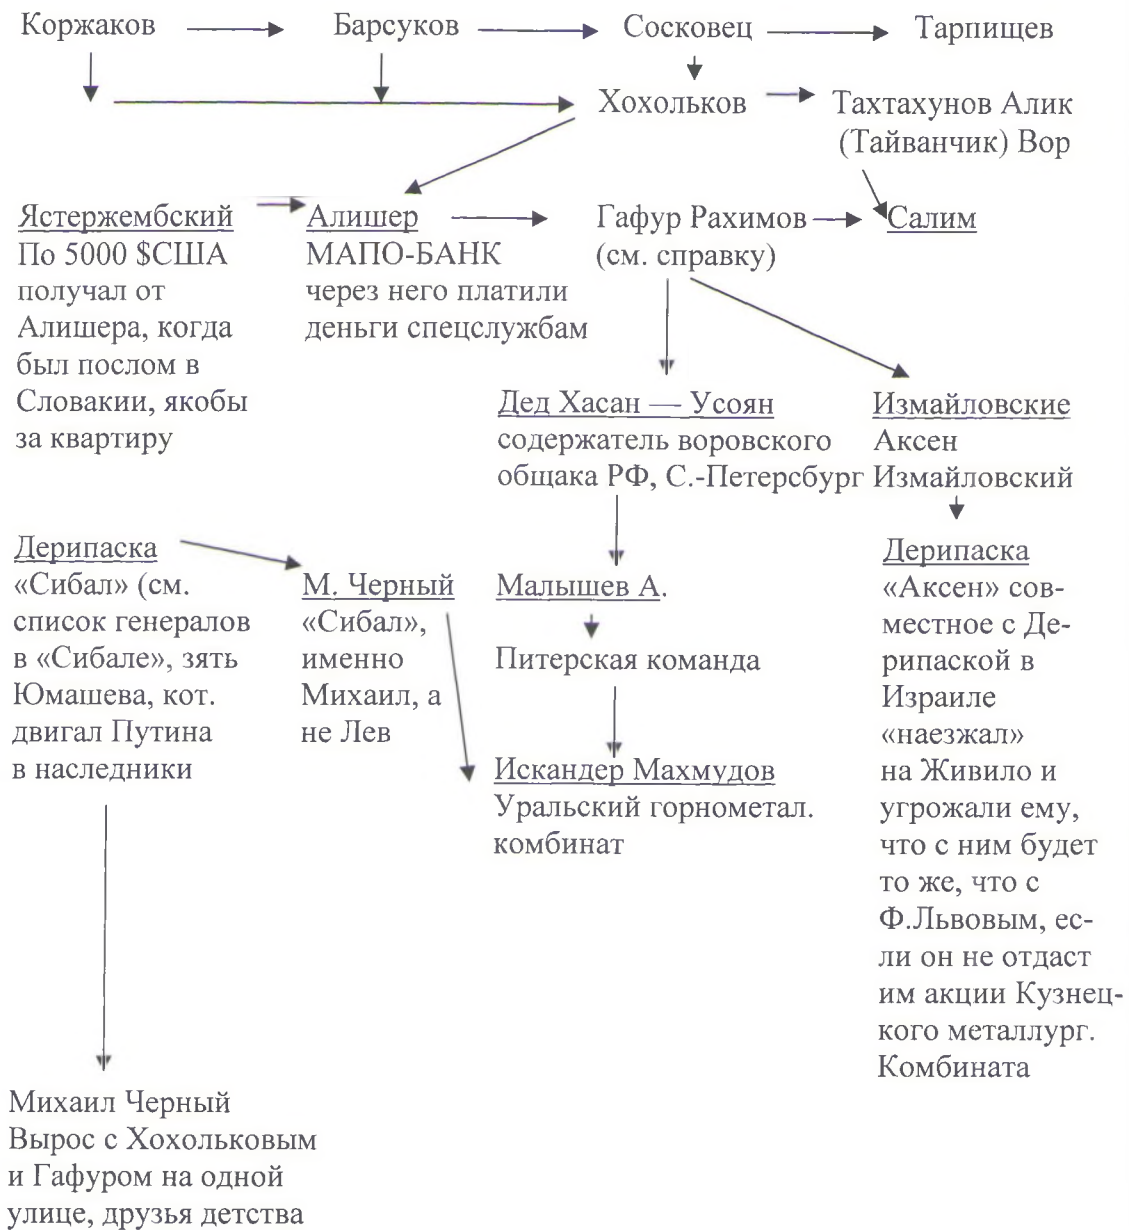 Коржаков
Барсуков
Сосковец
Тарпищев
Хохольков
Тахтахунов Алик
(Тайванчик) Вор
Ястержембский
По 5000 $США
получал от
Алишера, когда
был послом в
Словакии, якобы
за квартиру
Алишер
МАПО-БАНК
через него платили
деньги спецслужбам
Гафур Рахимов
(см. справку)
Салим
Дед Хасан — Усоян
содержатель воровского
общака РФ, С.-Петерсбург
Измайловские
Аксен
Измайловский
Дерипаска
«Сибал» (см.
список генералов
в «Сибале», зять
Юмашева, кот.
двигал Путина
в наследники
М. Черный
«Сибал»,
именно
Михаил, а
не Лев
Малышев А.
Питерская команда
Искандер Махмудов
Уральский горнометал.
комбинат
Дерипаска
«Аксен» сов-
местное с Де-
рипаской в
Израиле
«наезжал»
на Живило и
угрожали ему,
что с ним будет
то же, что с
Ф.Львовым, ес-
ли он не отдаст
им акции Кузнец-
кого металлург.
Комбината
Михаил Черный
Вырос с Хохольковым
и Гафуром на одной
улице, друзья детства